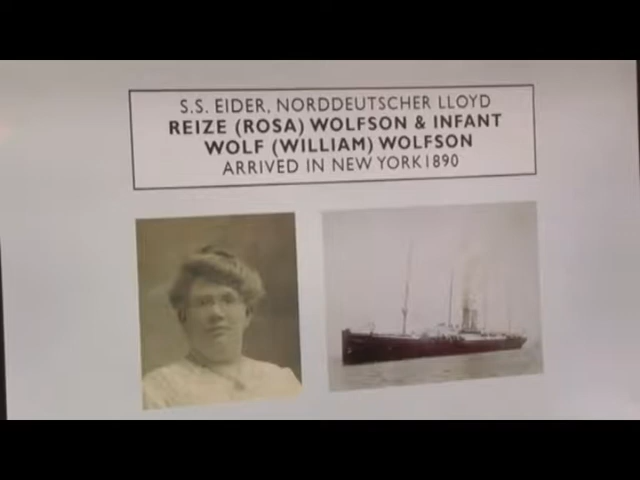 S.S. EIDER, NORDDEUTSCHER LLOYD
REIZE (ROSA) WOLFSON & INFANT
WOLF (WILLIAM) WOLFSON
ARRIVED IN NEW YORK 1890